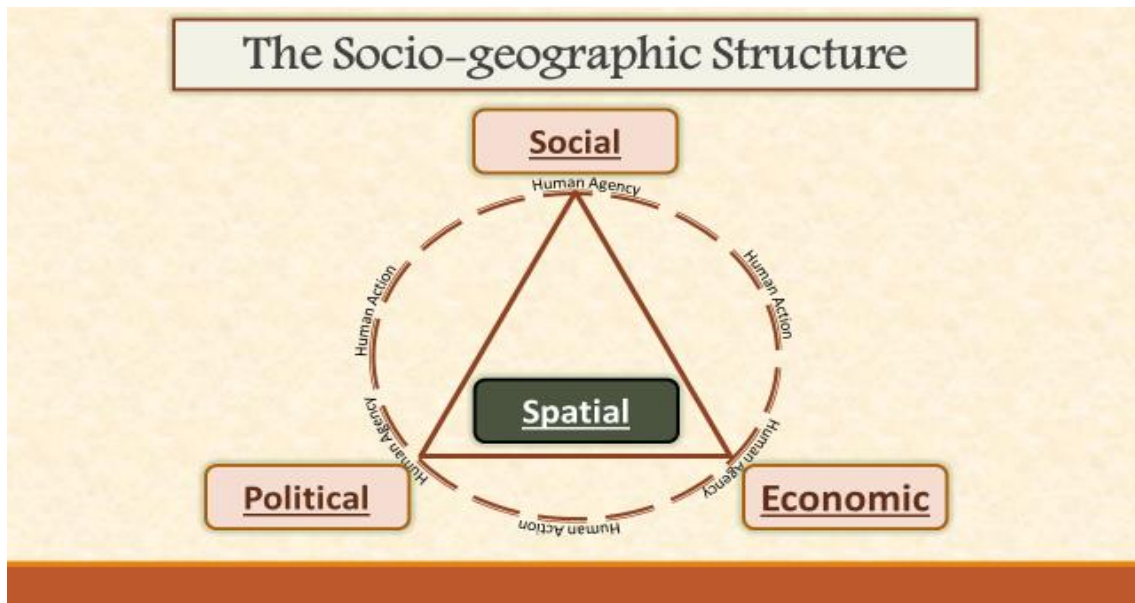 The Socio-geographic Structure
Social
Human Agency
Human Action
Human Action
Spatial
Human Agency
Human Agency
Political
Economic
Human Action